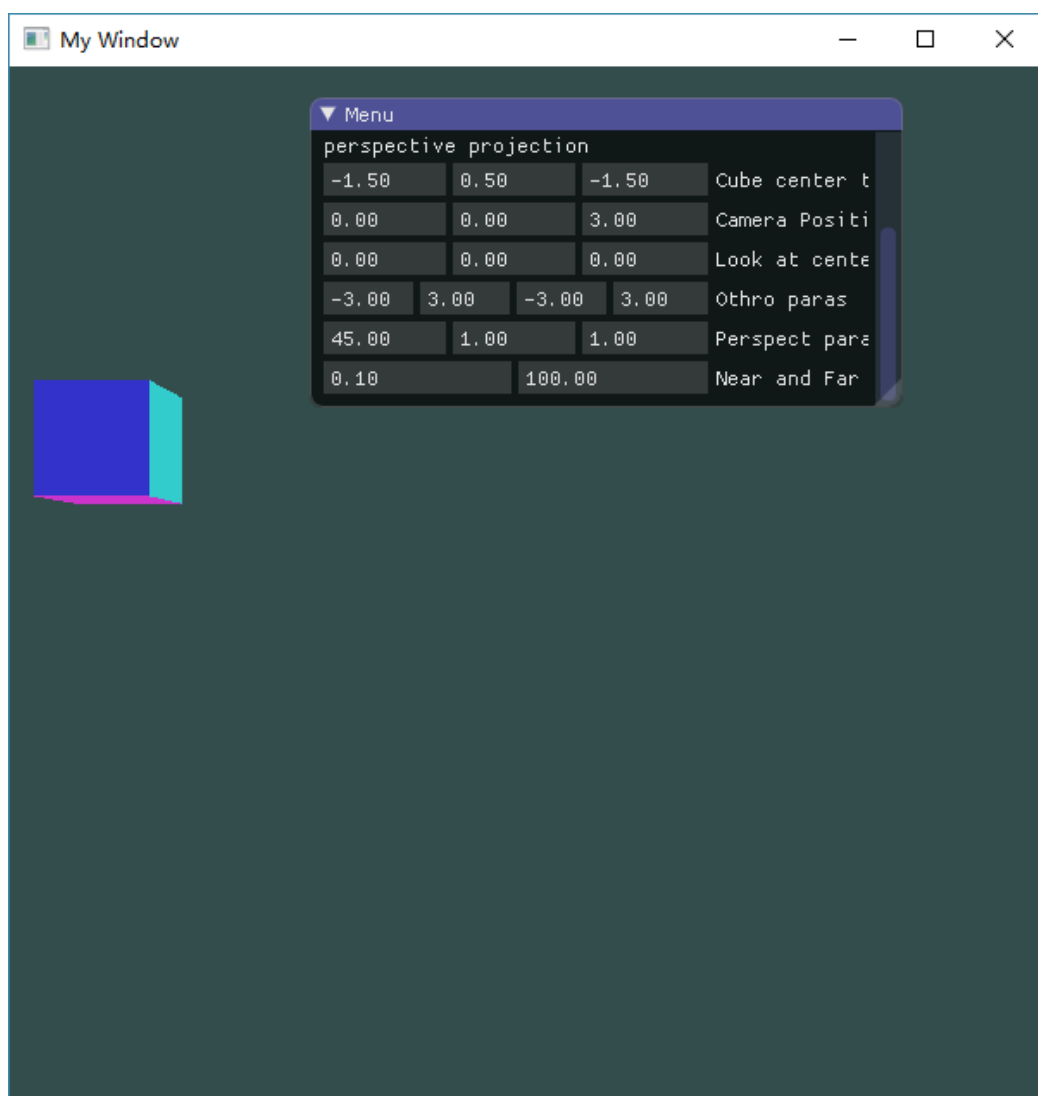 My Window
Menu
perspective projection
-1.50 0.50 -1.50 Cube center t
0.00 0.00 3.00 Camera Positi
0.00 0.00 0.00 Look at cente
-3.00 3.00 -3.00 3.00 Othro paras
45.00 1.00 1.00 Perspect para
0.10 100.00 Near and Far